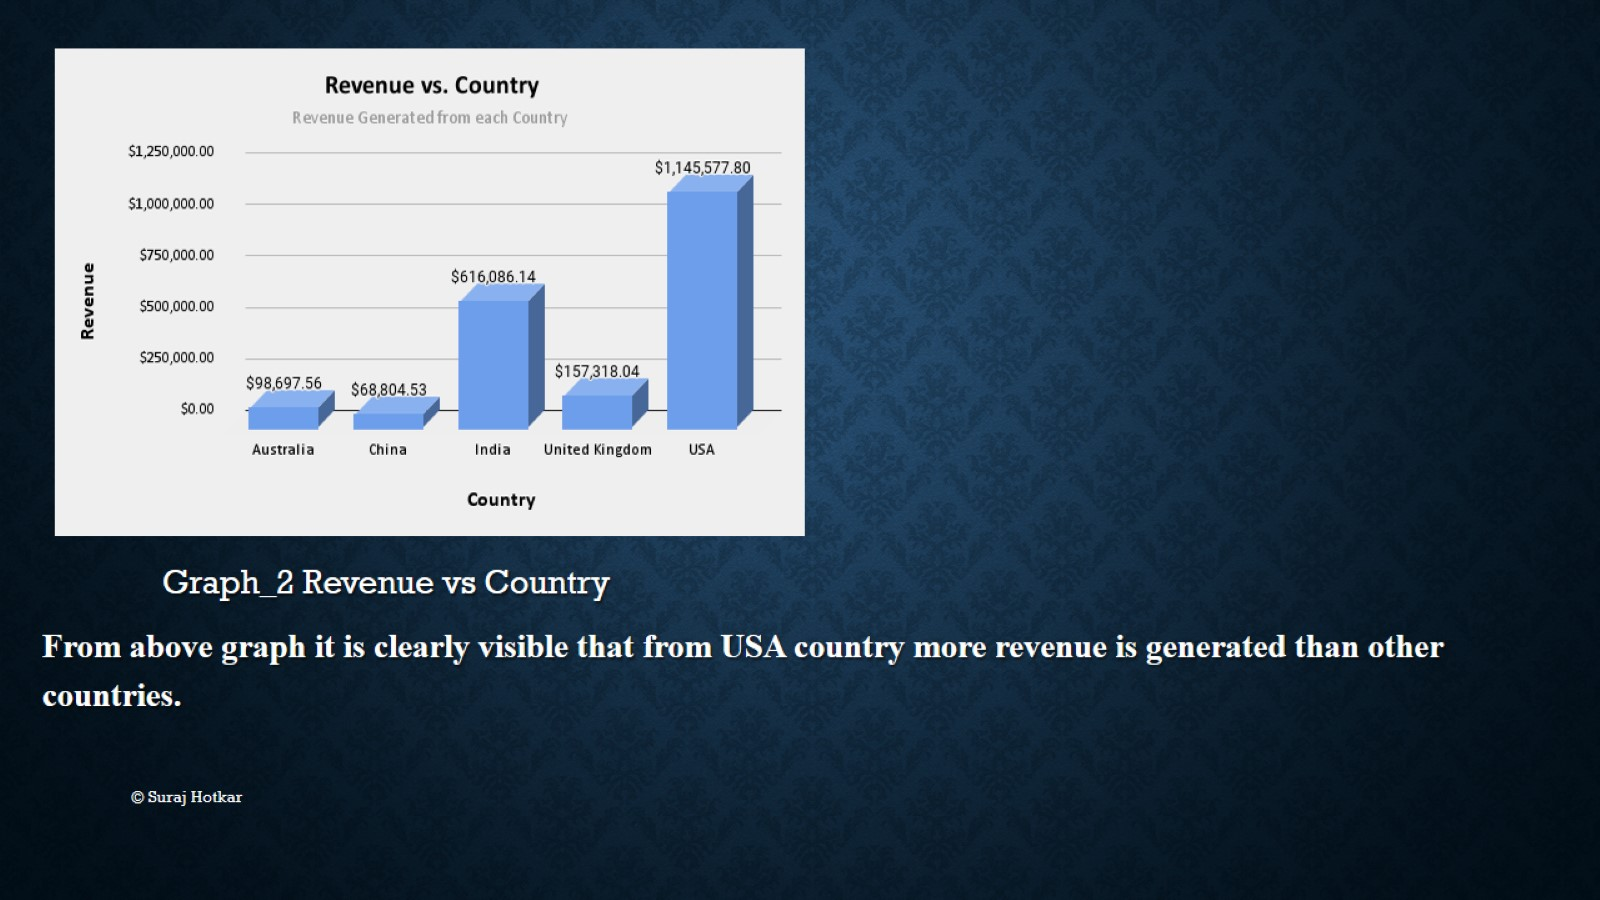 Revenue vs. Country
Revenue Generated from each Country
$1,250,000.00
$1,000,000.00
$750,000.00
$500,000.00
$250,000.00
$0.00
Revenue
$98,697.56
$68,804.53
$616,086.14
$157,318.04
$1,145,577.80
Australia China India United Kingdom USA
Country
Graph_2 Revenue vs Country
From above graph it is clearly visible that from USA country more revenue is generated than other
countries.
© Suraj Hotkar